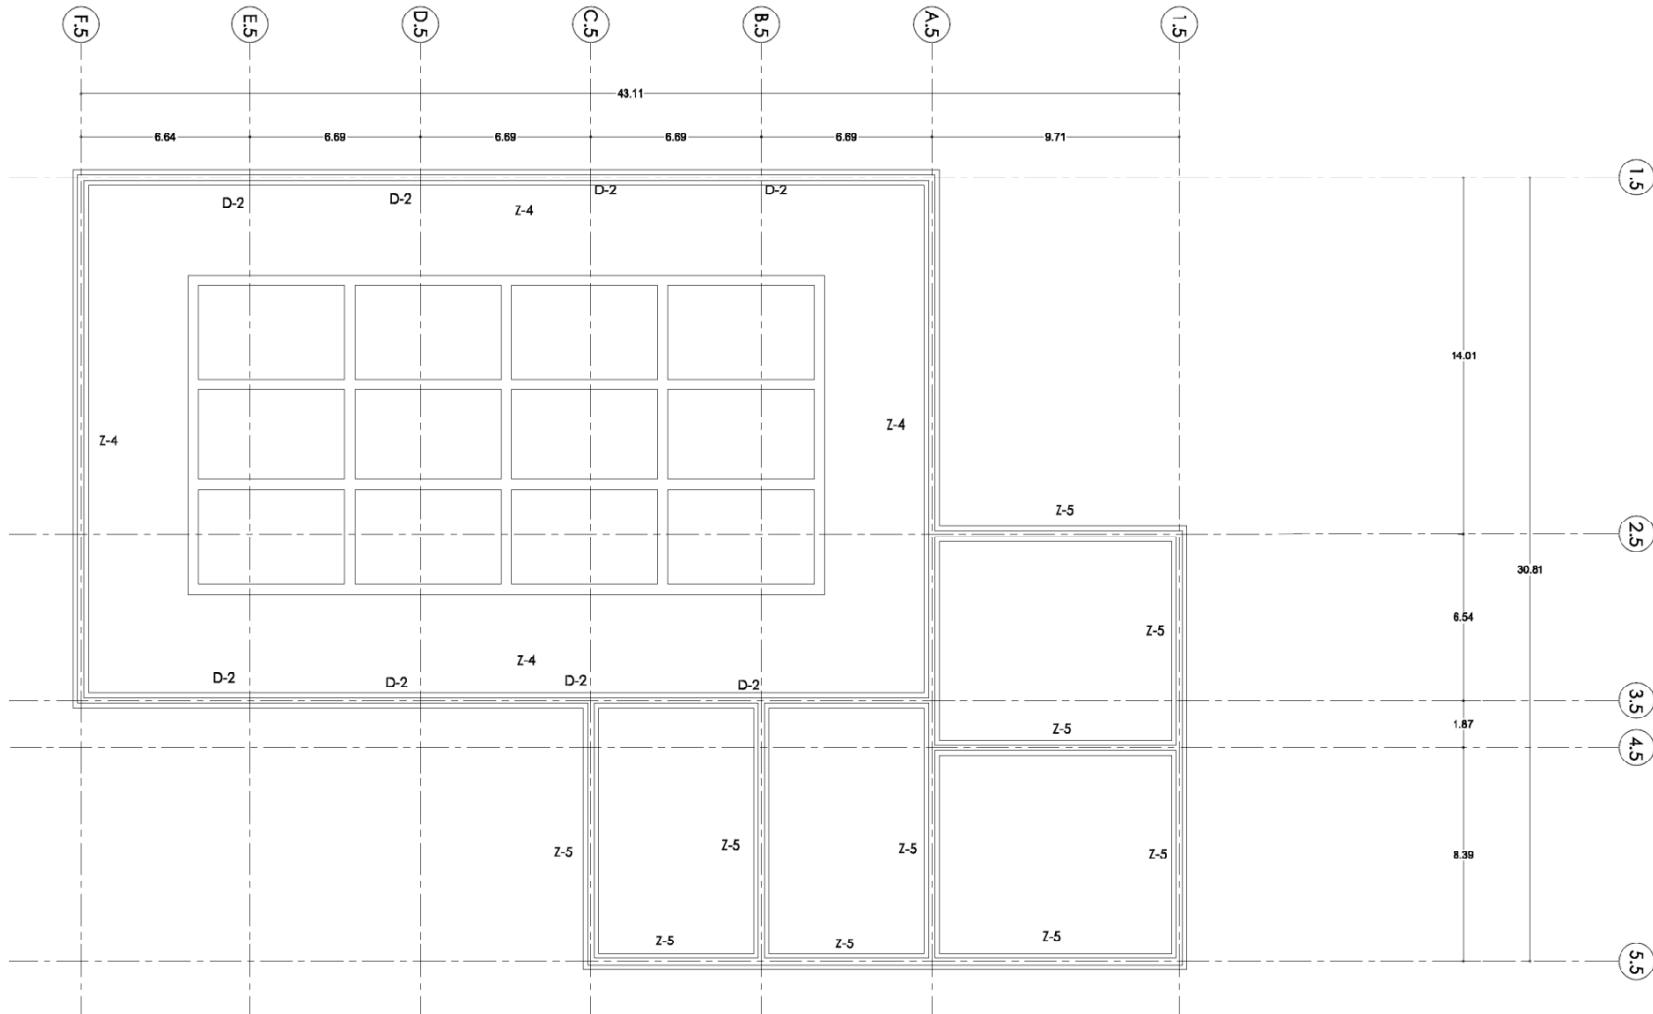 F.5 E.5 D.5 C.5 B.5 A.5 1.5
43.11
6.64 6.69 6.69 6.69 6.69 9.71
1.5
D-2 D-2 D-2 D-2
Z-4
14.01
Z-4 Z-4
Z-5
2.5
30.81
6.54
Z-5
Z-4
D-2 D-2 D-2 D-2
3.5
1.87
Z-5
4.5
Z-5 Z-5 Z-5 Z-5
8.39
Z-5 Z-5 Z-5
5.5